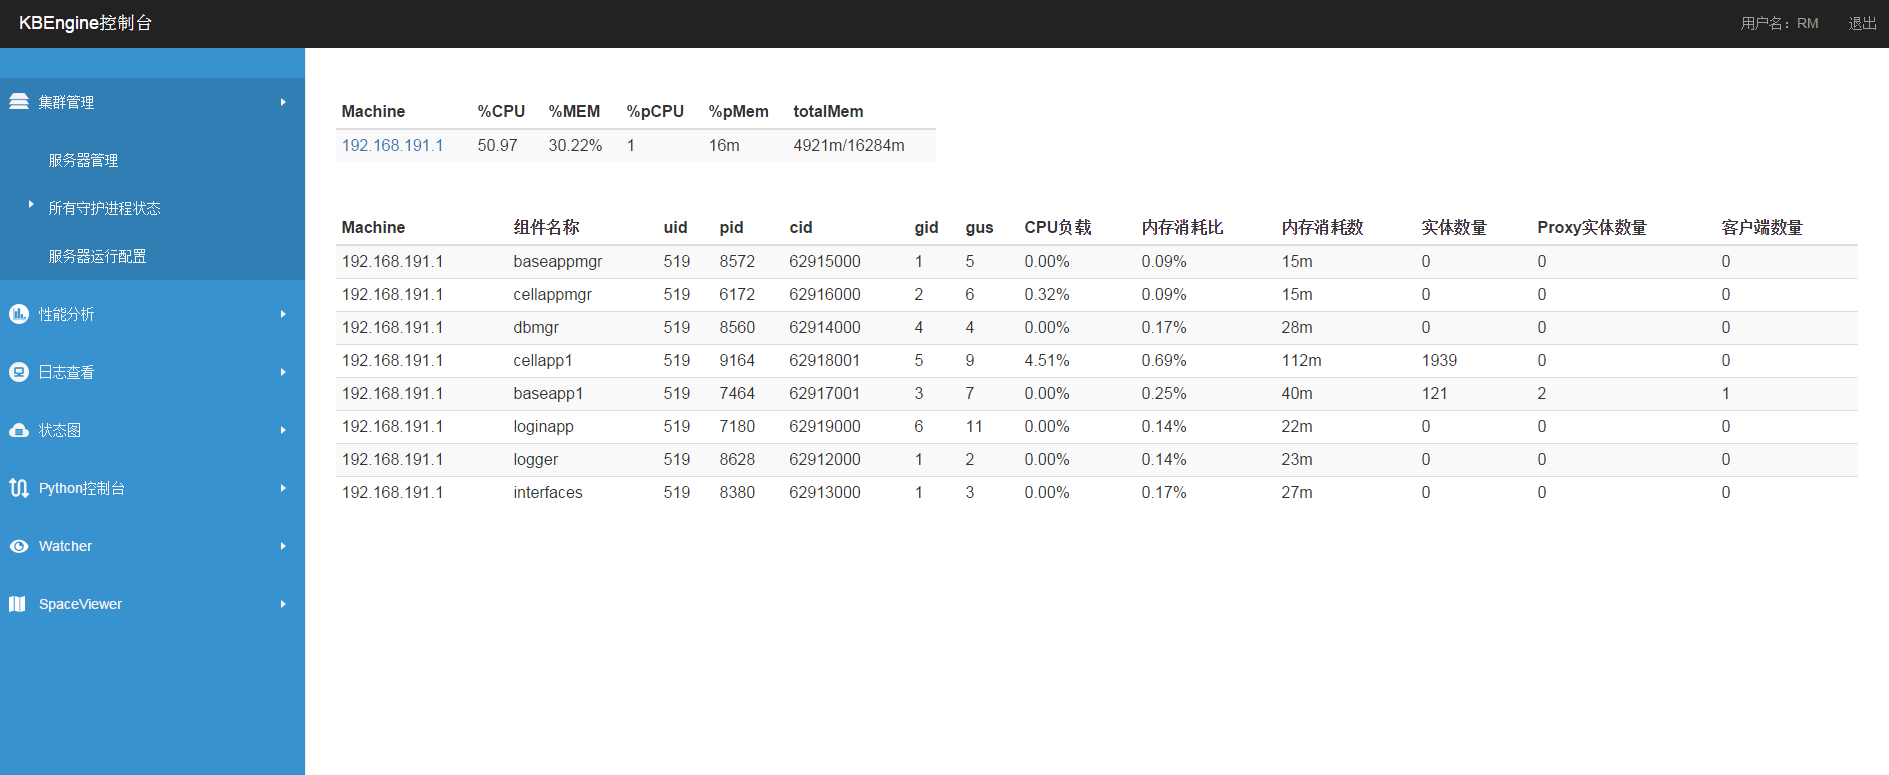 KBEngine控制台 用户名：RM 退出
集群管理
服务器管理
所有守护进程状态
服务器运行配置
性能分析
日志查看
状态图
Python控制台
Watcher
SpaceViewer
Machine %CPU %MEM %pCPU %pMem totalMem
192.168.191.1 50.97 30.22% 1 16m 4921m/16284m
Machine 组件名称 uid pid cid gid gus CPU负载 内存消耗比 内存消耗数 实体数量 Proxy实体数量 客户端数量
192.168.191.1 baseappmgr 519 8572 62915000 1 5 0.00% 0.09% 15m 0 0 0
192.168.191.1 cellappmgr 519 6172 62916000 2 6 0.32% 0.09% 15m 0 0 0
192.168.191.1 dbmgr 519 8560 62914000 4 4 0.00% 0.17% 28m 0 0 0
192.168.191.1 cellapp1 519 9164 62918001 5 9 4.51% 0.69% 112m 1939 0 0
192.168.191.1 baseapp1 519 7464 62917001 3 7 0.00% 0.25% 40m 121 2 1
192.168.191.1 loginapp 519 7180 62919000 6 11 0.00% 0.14% 22m 0 0 0
192.168.191.1 logger 519 8628 62912000 1 2 0.00% 0.14% 23m 0 0 0
192.168.191.1 interfaces 519 8380 62913000 1 3 0.00% 0.17% 27m 0 0 0